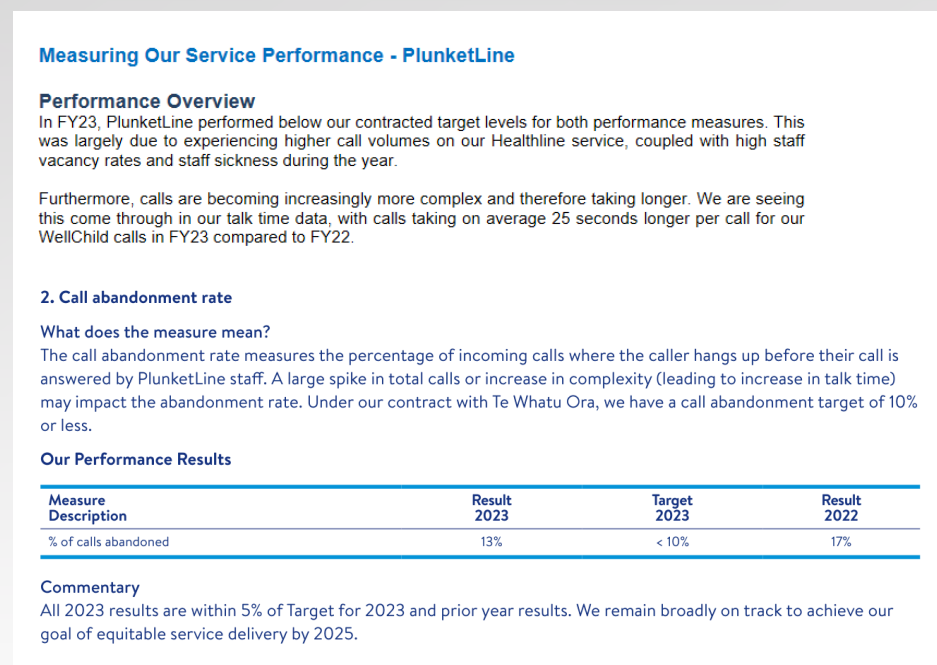 Measuring Our Service Performance - PlunketLine
Performance Overview
In FY23, PlunketLine performed below our contracted target levels for both performance measures. This
was largely due to experiencing higher call volumes on our Healthline service, coupled with high staff
vacancy rates and staff sickness during the year.
Furthermore, calls are becoming increasingly more complex and therefore taking longer. We are seeing
this come through in our talk time data, with calls taking on average 25 seconds longer per call for our
WellChild calls in FY23 compared to FY22.
2. Call abandonment rate
What does the measure mean?
The call abandonment rate measures the percentage of incoming calls where the caller hangs up before their call is
answered by PlunketLine staff. A large spike in total calls or increase in complexity (leading to increase in talk time)
may impact the abandonment rate. Under our contract with Te Whatu Ora, we have a call abandonment target of 10%
or less.
Our Performance Results
Measure Result Target Result
Description 2023 2023 2022
% of calls abandoned 13% < 10% 17%
Commentary
All 2023 results are within 5% of Target for 2023 and prior year results. We remain broadly on track to achieve our
goal of equitable service delivery by 2025.